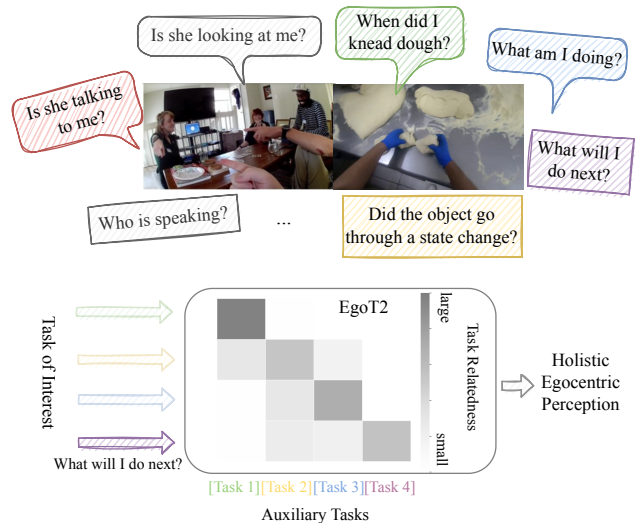 Is she looking at me?
When did I
knead dough?
What am I doing?
Is she talking
to me?
What will I
do next?
Who is speaking?
...
Did the object go
through a state change?
Task of Interest
What will I do next?
EgoT2
large
small
Task Relatedness
Holistic
Egocentric
Perception
[Task 1][Task 2][Task 3][Task 4]
Auxiliary Tasks